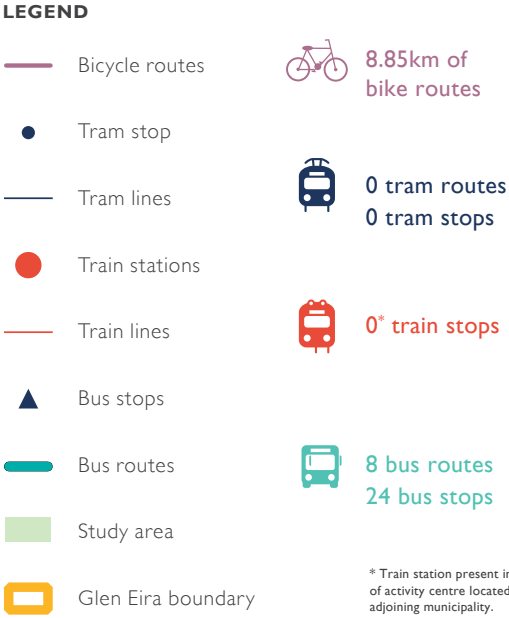 LEGEND
Bicycle routes
Tram stop
Tram lines
Train stations
Train lines
Bus stops
Bus routes
Study area
Glen Eira boundary
8.85km of
bike routes
0 tram routes
0 tram stops
0* train stops
8 bus routes
24 bus stops
* Train station present in
of activity centre located
adjoining municipality.